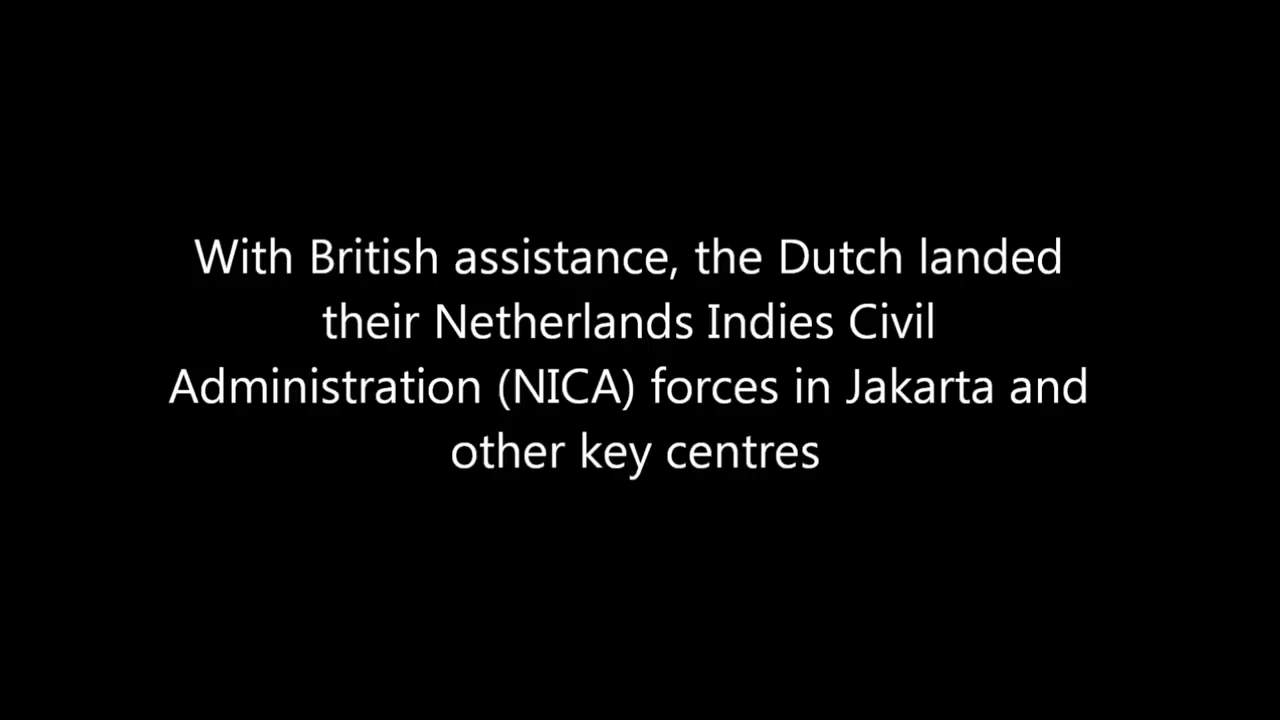 With British assistance, the Dutch landed
their Netherlands Indies Civil
Administration (NICA) forces in Jakarta and
other key centres